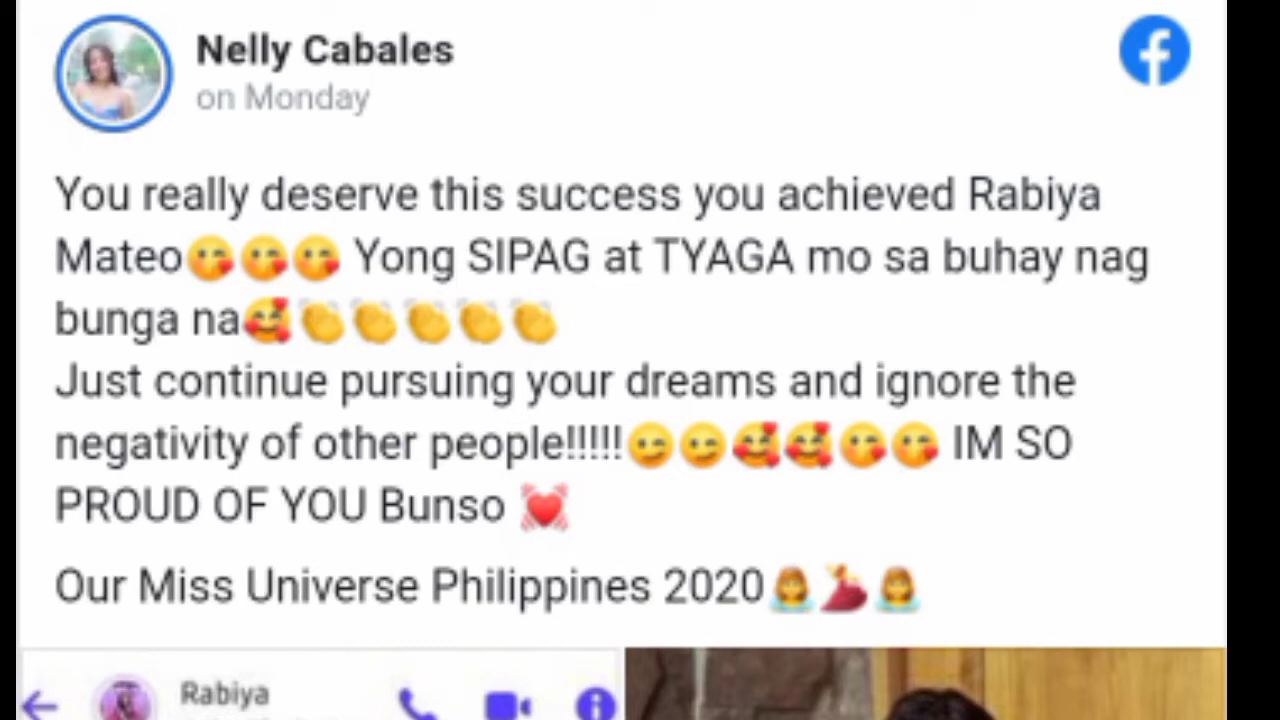 Nelly Cabales
on Monday
You really deserve this success you achieved Rabiya
Mateo😘😘😘 Yong SIPAG at TYAGA mo sa buhay nag
bunga na🥰👏👏👏👏👏
Just continue pursuing your dreams and ignore the
negativity of other people!!!!!😉😉🥰🥰😘😘 IM SO
PROUD OF YOU Bunso 💓
Our Miss Universe Philippines 2020👰💃👰
Rabiya